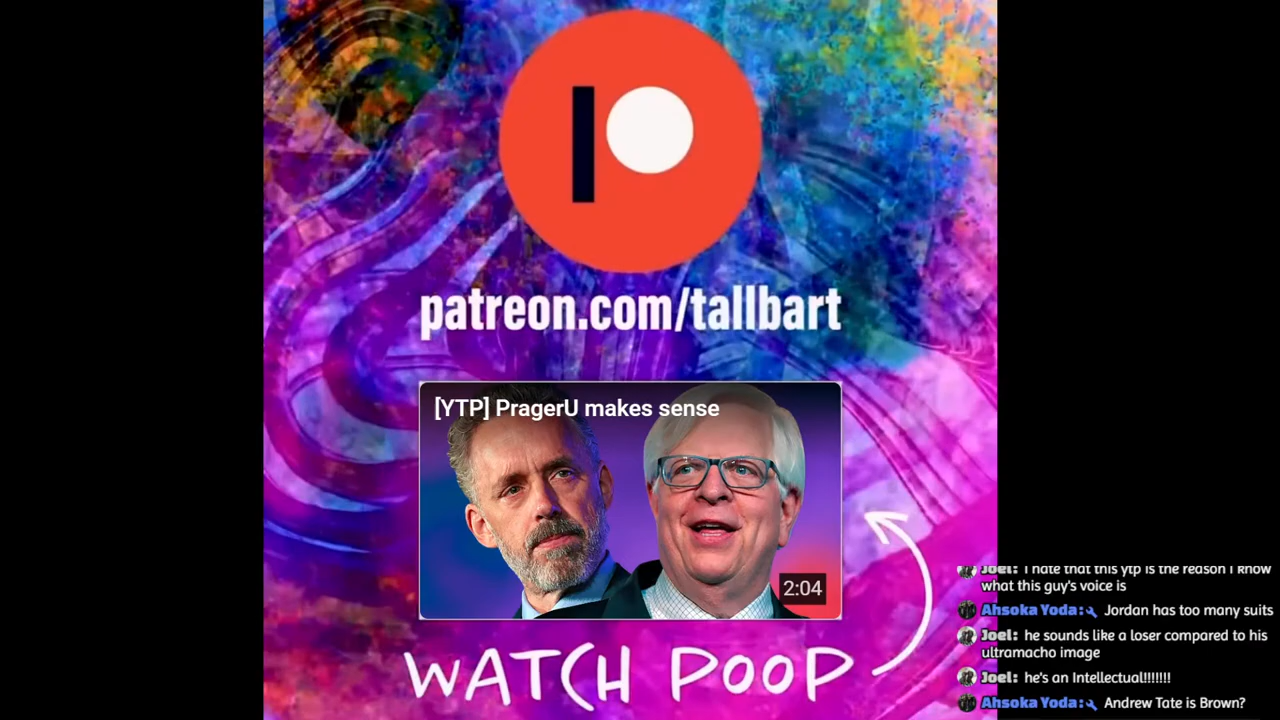 patreon.com/tallbart
[YTP] PragerU makes sense
2:04
WATCH POOP
Joel: I hate that this ytp is the reason I know
what this guy's voice is
Ahsoka Yoda: Jordan has too many suits
Joel: he sounds like a loser compared to his
ultramacho image
Joel: he's an Intellectual!!!!!!!
Ahsoka Yoda: Andrew Tate is Brown?